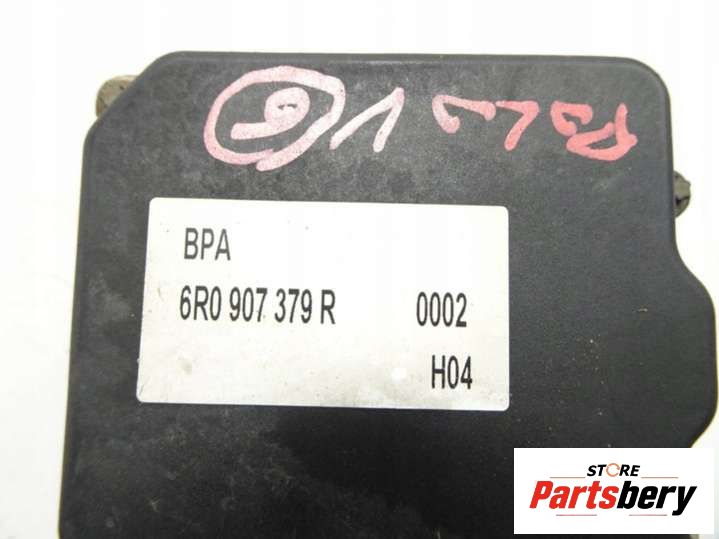 BPA
6R0 907 379 R 0002
H04
STORE
Partsbery